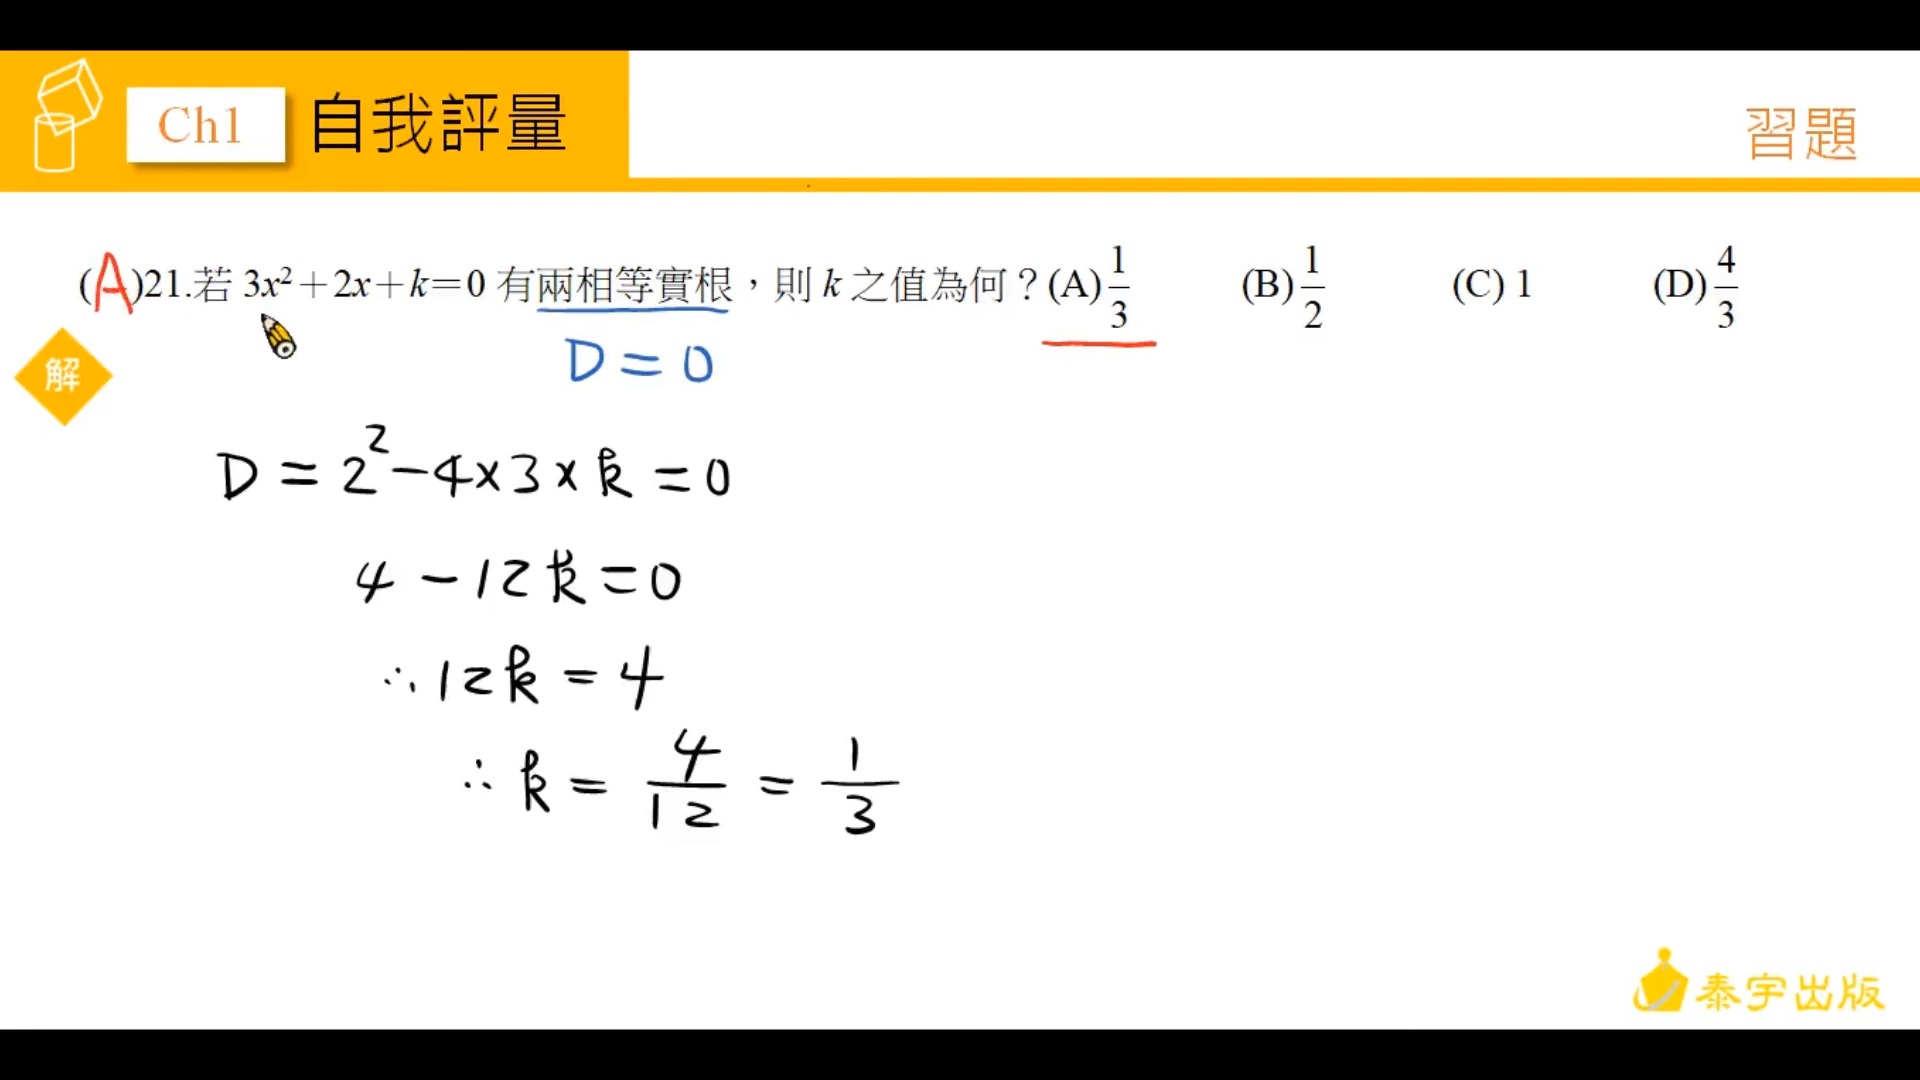 Ch1 自我評量
習題
(A)21.若 3x²+2x+k=0 有兩相等實根，則 k 之值為何？(A) 1/3 (B) 1/2 (C) 1 (D) 4/3
D = 0
解
D = 2² - 4 × 3 × k = 0
4 - 12k = 0
∴ 12k = 4
∴ k = 4/12 = 1/3
泰宇出版